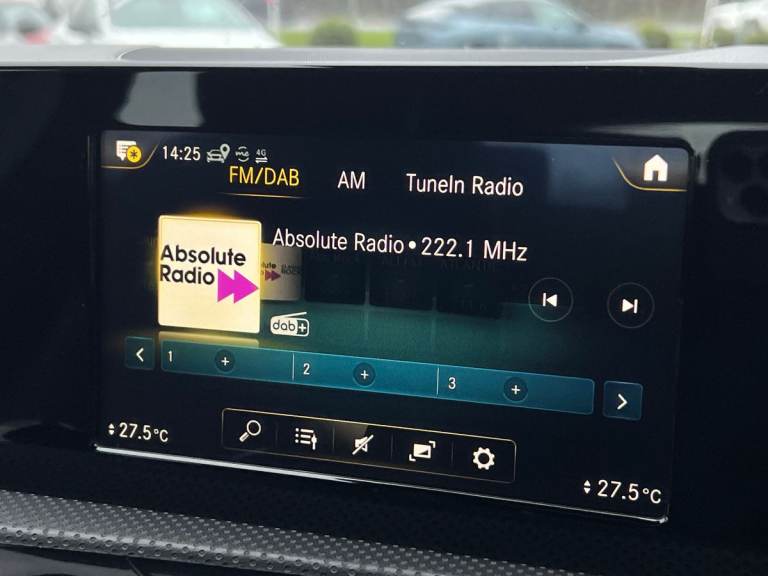 14:25 me 4G
FM/DAB AM TuneIn Radio
Absolute Radio • 222.1 MHz
Absolute
Radio
dab+
1 + 2 + 3 +
27.5°C
27.5°C